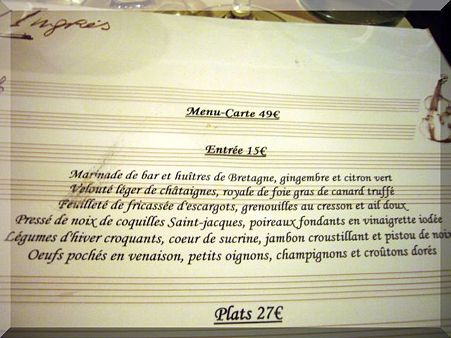 Ingres
Menu-Carte 49€
Entrée 15€
Marinade de bar et huîtres de Bretagne, gingembre et citron vert
Velouté léger de châtaignes, royale de foie gras de canard truffé
Feuilleté de fricassée d'escargots, grenouilles au cresson et ail doux
Pressé de noix de coquilles Saint-jacques, poireaux fondants en vinaigrette iodée
Légumes d'hiver croquants, coeur de sucrine, jambon croustillant et pistou de noix
Oeufs pochés en venaison, petits oignons, champignons et croûtons dorés
Plats 27€